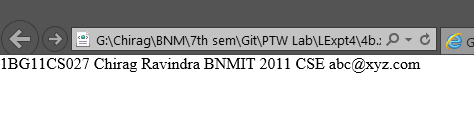 G:\Chirag\BNM\7th sem\Git\PTW Lab\LExpt4\4b.
1BG11CS027 Chirag Ravindra BNMIT 2011 CSE abc@xyz.com